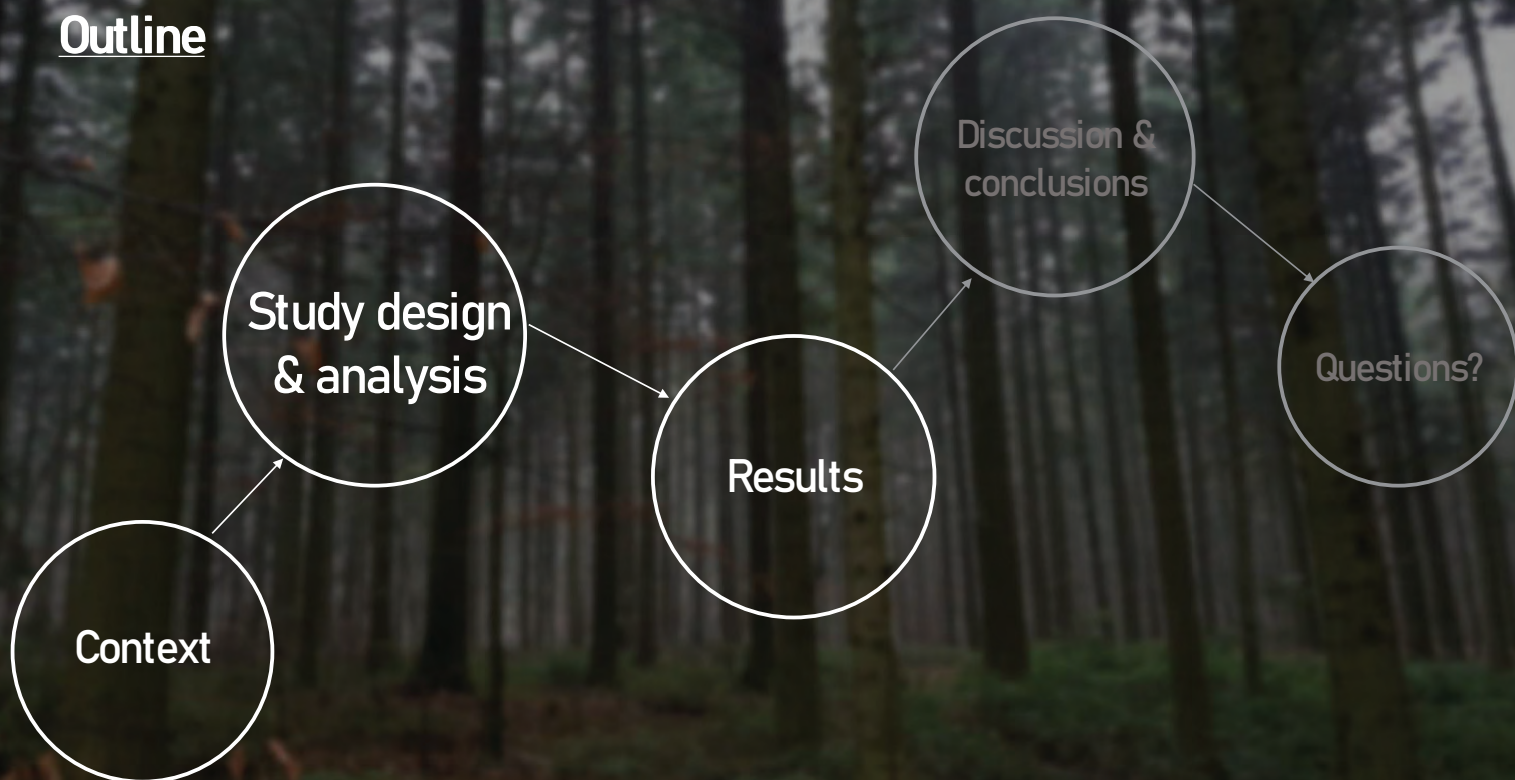 Outline
Context
Study design
& analysis
Results
Discussion &
conclusions
Questions?